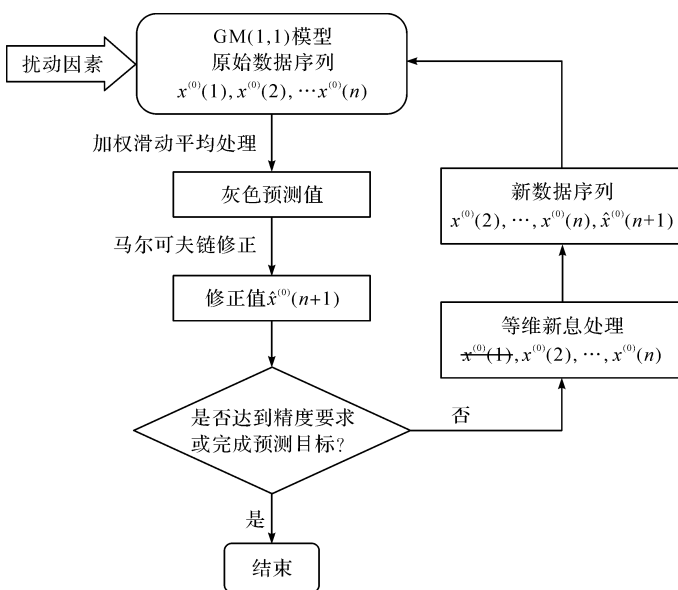 扰动因素
GM(1,1)模型
原始数据序列
x⁽⁰⁾(1), x⁽⁰⁾(2), ⋯x⁽⁰⁾(n)
加权滑动平均处理
灰色预测值
马尔可夫链修正
修正值x̂⁽⁰⁾(n+1)
是否达到精度要求
或完成预测目标?
是
结束
否
等维新息处理
x⁽⁰⁾(1), x⁽⁰⁾(2), ⋯, x⁽⁰⁾(n)
新数据序列
x⁽⁰⁾(2), ⋯, x⁽⁰⁾(n), x̂⁽⁰⁾(n+1)